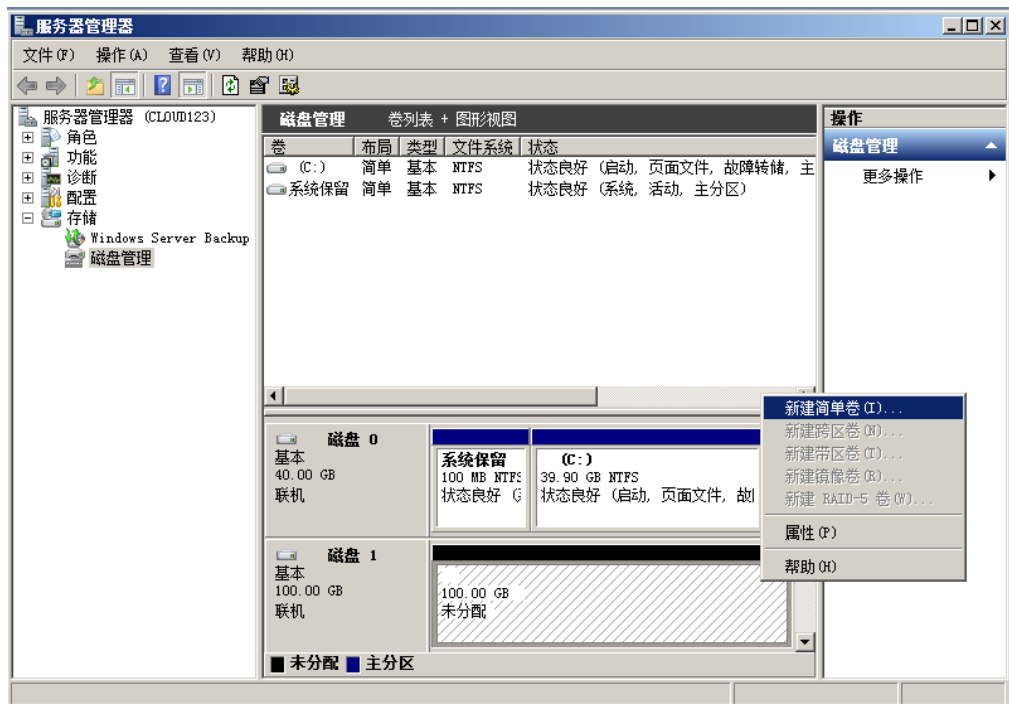 服务器管理器
文件(F) 操作(A) 查看(V) 帮助(H)
服务器管理器 (CLOUD123)
角色
功能
诊断
配置
存储
Windows Server Backup
磁盘管理
磁盘管理 卷列表 + 图形视图
卷 布局 类型 文件系统 状态
(C:) 简单 基本 NTFS 状态良好 (启动, 页面文件, 故障转储, 主
系统保留 简单 基本 NTFS 状态良好 (系统, 活动, 主分区)
磁盘 0
基本
40.00 GB
联机
系统保留
100 MB NTFS
状态良好 (
(C:)
39.90 GB NTFS
状态良好 (启动, 页面文件, 故
磁盘 1
基本
100.00 GB
联机
100.00 GB
未分配
未分配 主分区
操作
磁盘管理
更多操作
新建简单卷(I)...
新建跨区卷(N)...
新建带区卷(T)...
新建镜像卷(R)...
新建 RAID-5 卷(W)...
属性(P)
帮助(H)